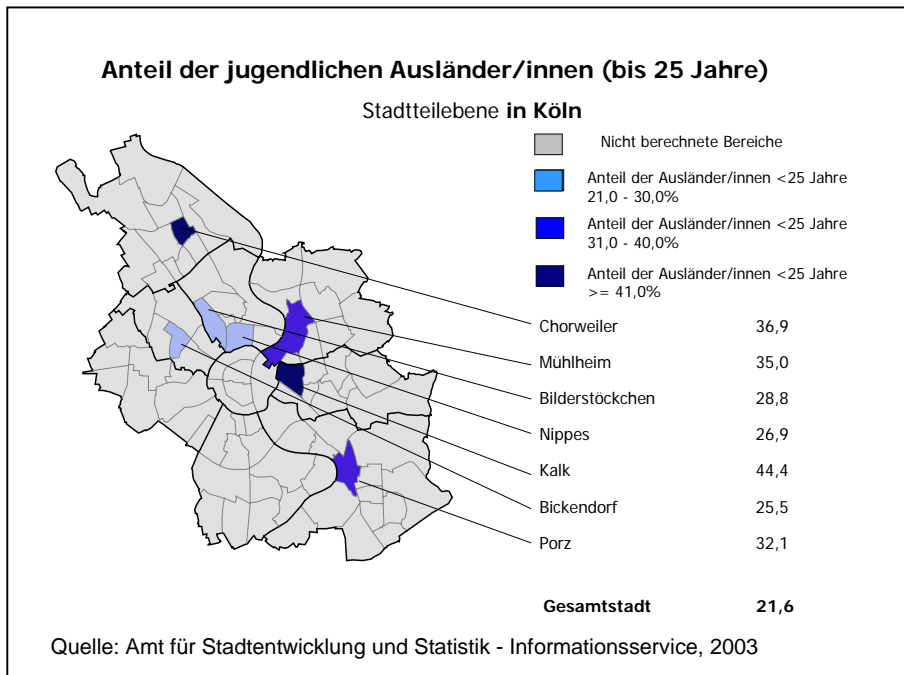 Anteil der jugendlichen Ausländer/innen (bis 25 Jahre)
Stadtteilebene in Köln
Nicht berechnete Bereiche
Anteil der Ausländer/innen <25 Jahre
21,0 - 30,0%
Anteil der Ausländer/innen <25 Jahre
31,0 - 40,0%
Anteil der Ausländer/innen <25 Jahre
>= 41,0%
Chorweiler 36,9
Mühlheim 35,0
Bilderstöckchen 28,8
Nippes 26,9
Kalk 44,4
Bickendorf 25,5
Porz 32,1
Gesamtstadt 21,6
Quelle: Amt für Stadtentwicklung und Statistik - Informationsservice, 2003